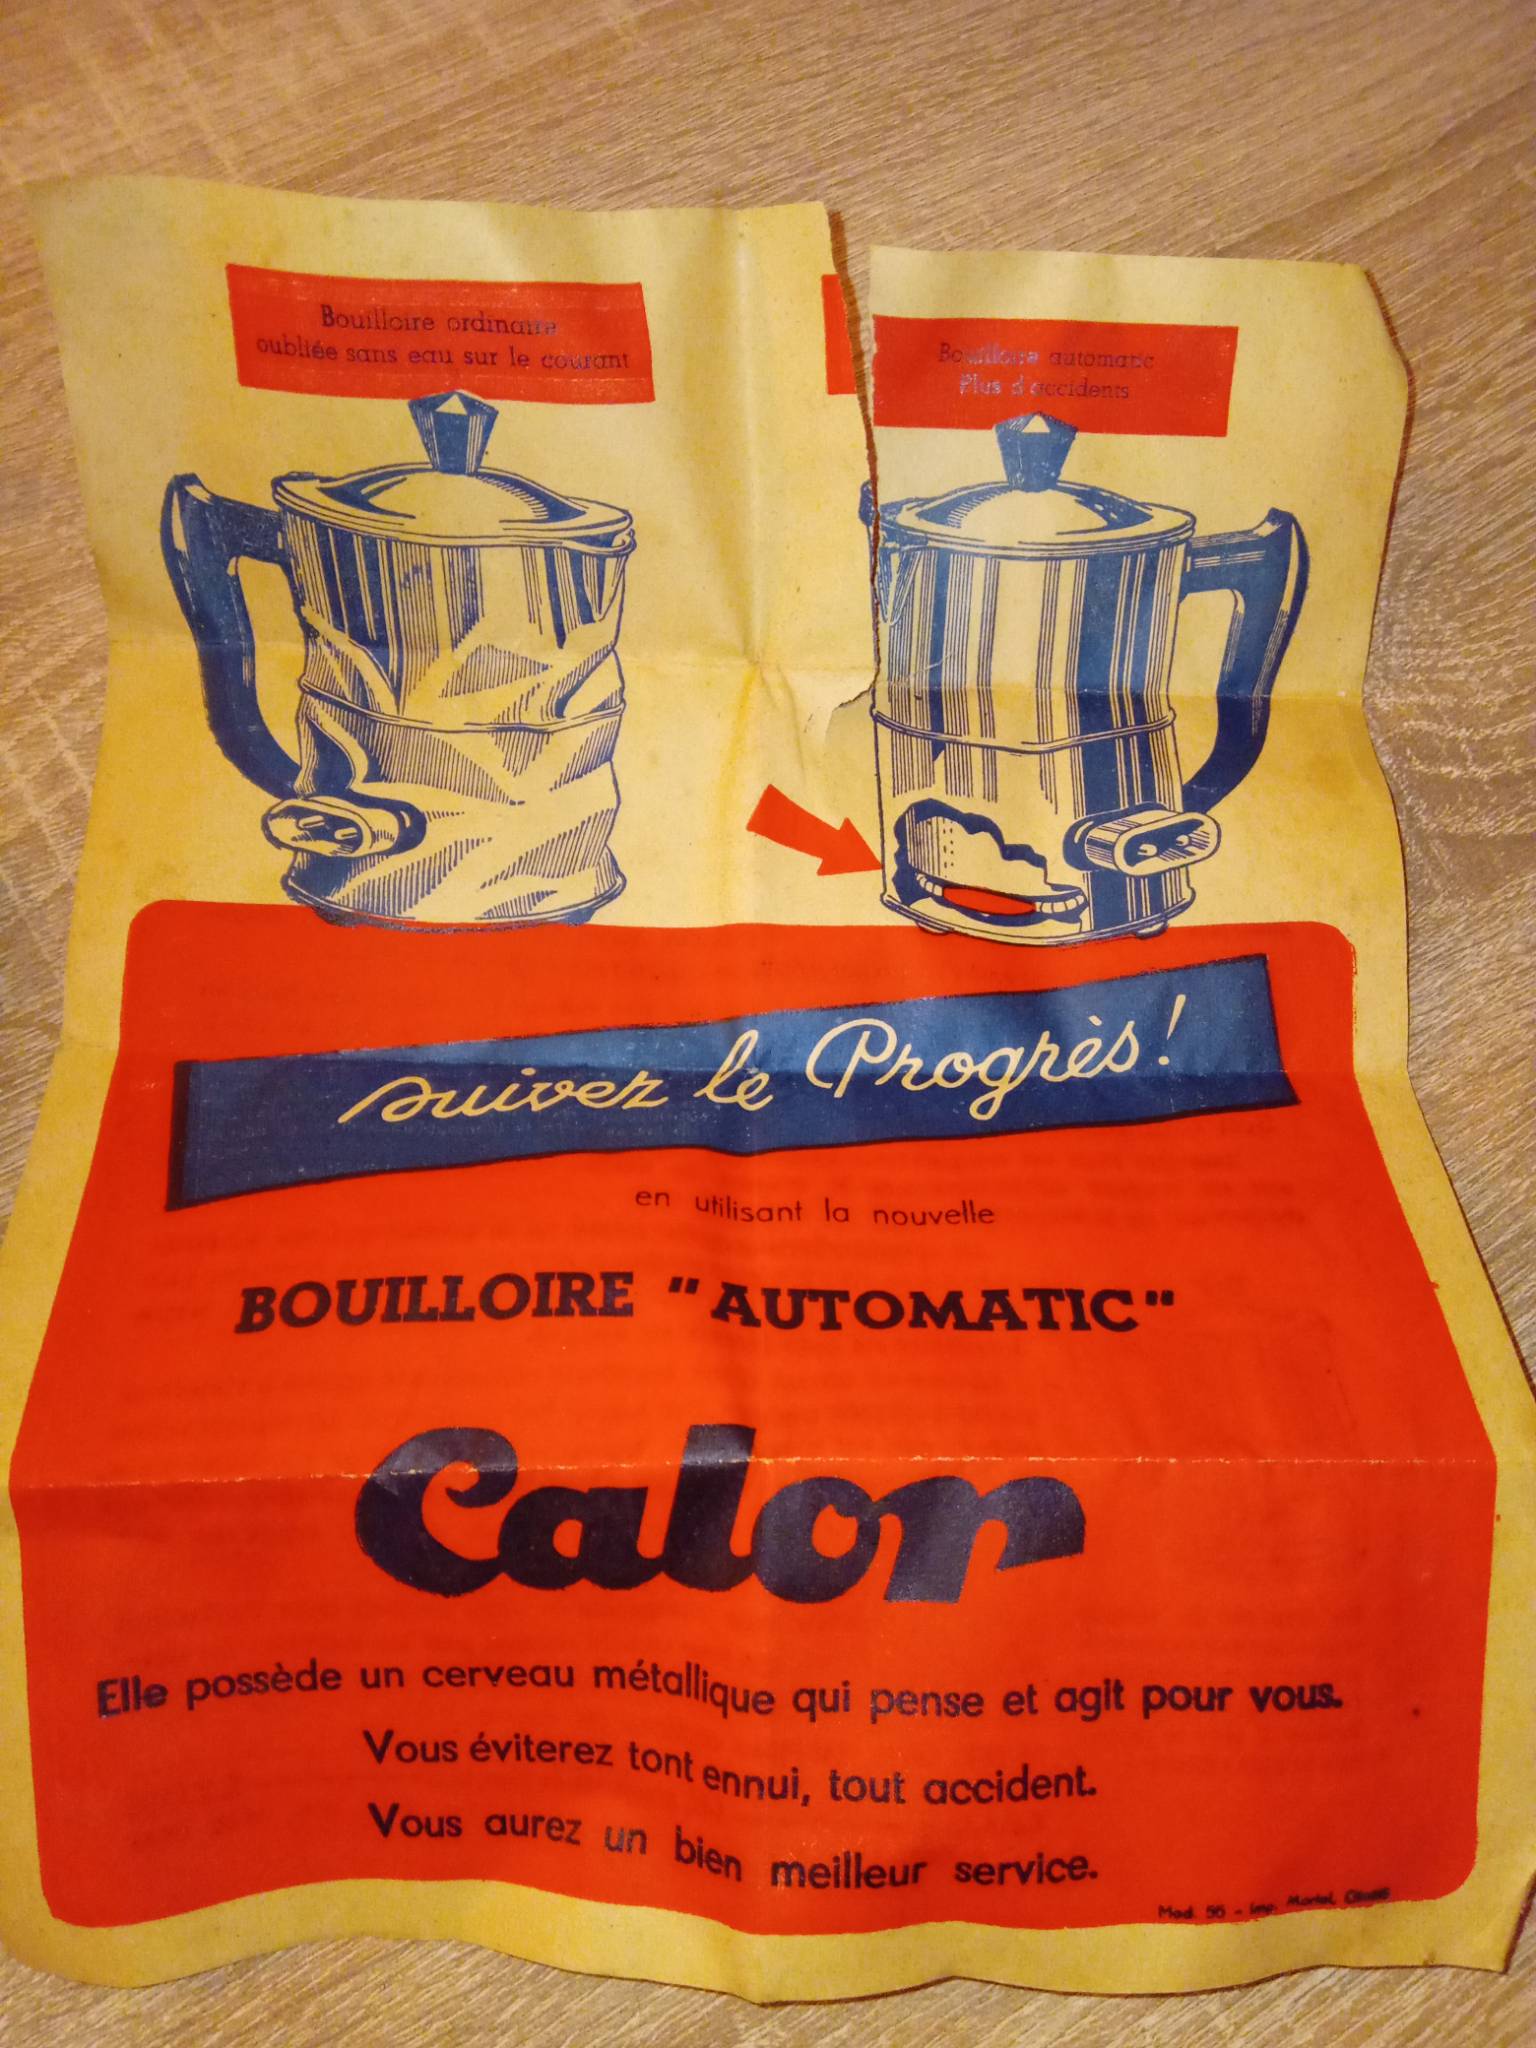 Bouilloire ordinaire
oubliée sans eau sur le courant
Bouilloire automatic
Plus d'accidents
suivez le Progrès!
en utilisant la nouvelle
BOUILLOIRE "AUTOMATIC"
Calor
Elle possède un cerveau métallique qui pense et agit pour vous.
Vous éviterez tont ennui, tout accident.
Vous aurez un bien meilleur service.
Mod. 56 - Imp. Martel,